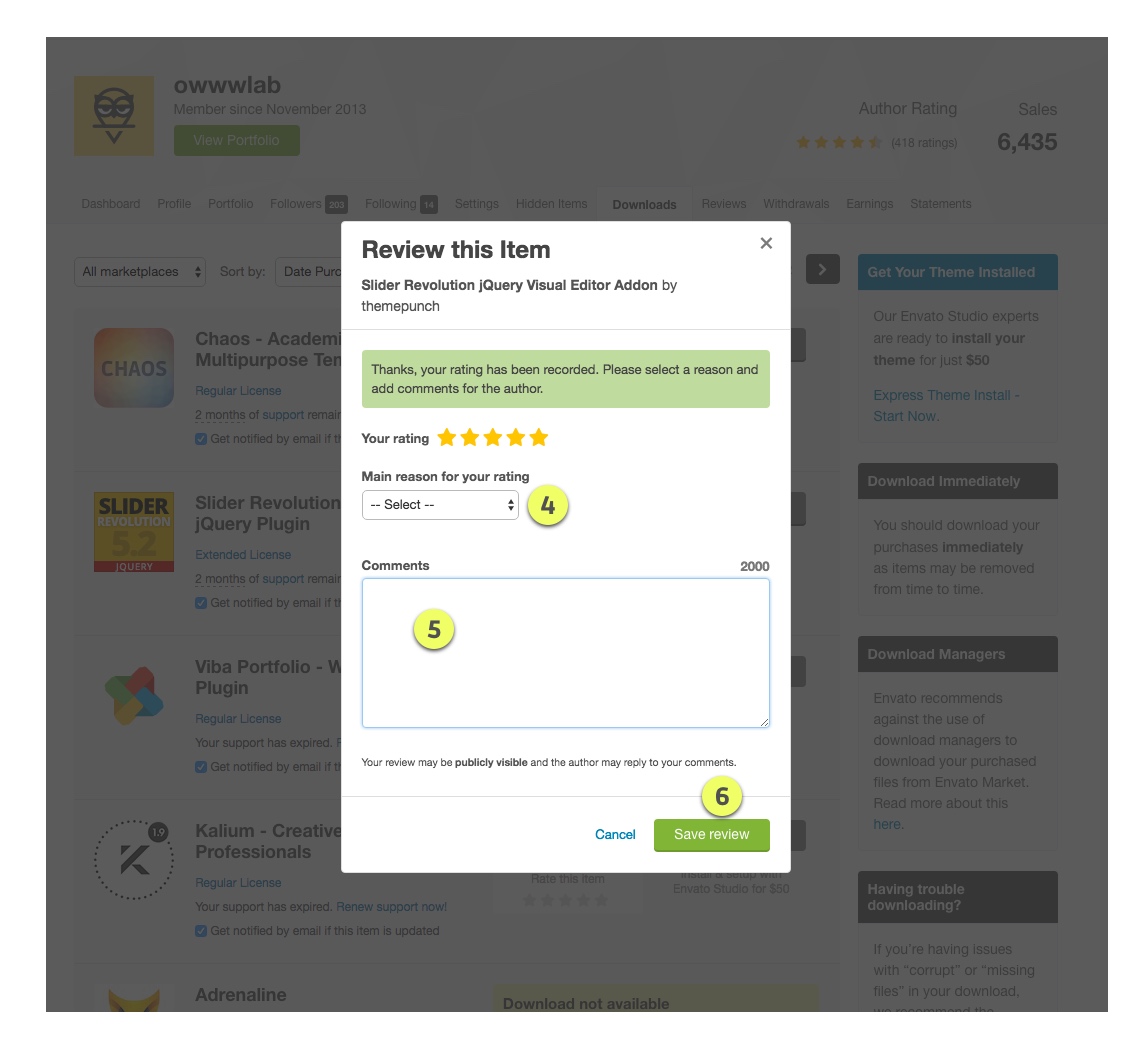 owwwlab
Member since November 2013
View Portfolio
Author Rating
Sales
(418 ratings)
6,435
Dashboard Profile Portfolio Followers 203 Following 14 Settings Hidden Items Downloads Reviews Withdrawals Earnings Statements
All marketplaces
Sort by:
Date Purc
Review this Item
Slider Revolution jQuery Visual Editor Addon by
themepunch
Thanks, your rating has been recorded. Please select a reason and
add comments for the author.
Your rating
Main reason for your rating
-- Select --
4
Comments
2000
5
Your review may be publicly visible and the author may reply to your comments.
6
Cancel
Save review
CHAOS
Chaos - Academi
Multipurpose Ten
Regular License
2 months of support remain
Get notified by email if th
SLIDER
REVOLUTION
5.2
JQUERY
Slider Revolution
jQuery Plugin
Extended License
2 months of support remain
Get notified by email if th
Viba Portfolio - W
Plugin
Regular License
Your support has expired.
Get notified by email if th
1.9
Kalium - Creative
Professionals
Regular License
Your support has expired. Renew support now!
Get notified by email if this item is updated
Rate this Item
Install & setup with
Envato Studio for $50
Adrenaline
Download not available
Get Your Theme Installed
Our Envato Studio experts
are ready to install your
theme for just $50
Express Theme Install -
Start Now.
Download Immediately
You should download your
purchases immediately
as items may be removed
from time to time.
Download Managers
Envato recommends
against the use of
download managers to
download your purchased
files from Envato Market.
Read more about this
here.
Having trouble
downloading?
If you're having issues
with “corrupt” or “missing
files” in your download,
we recommend the